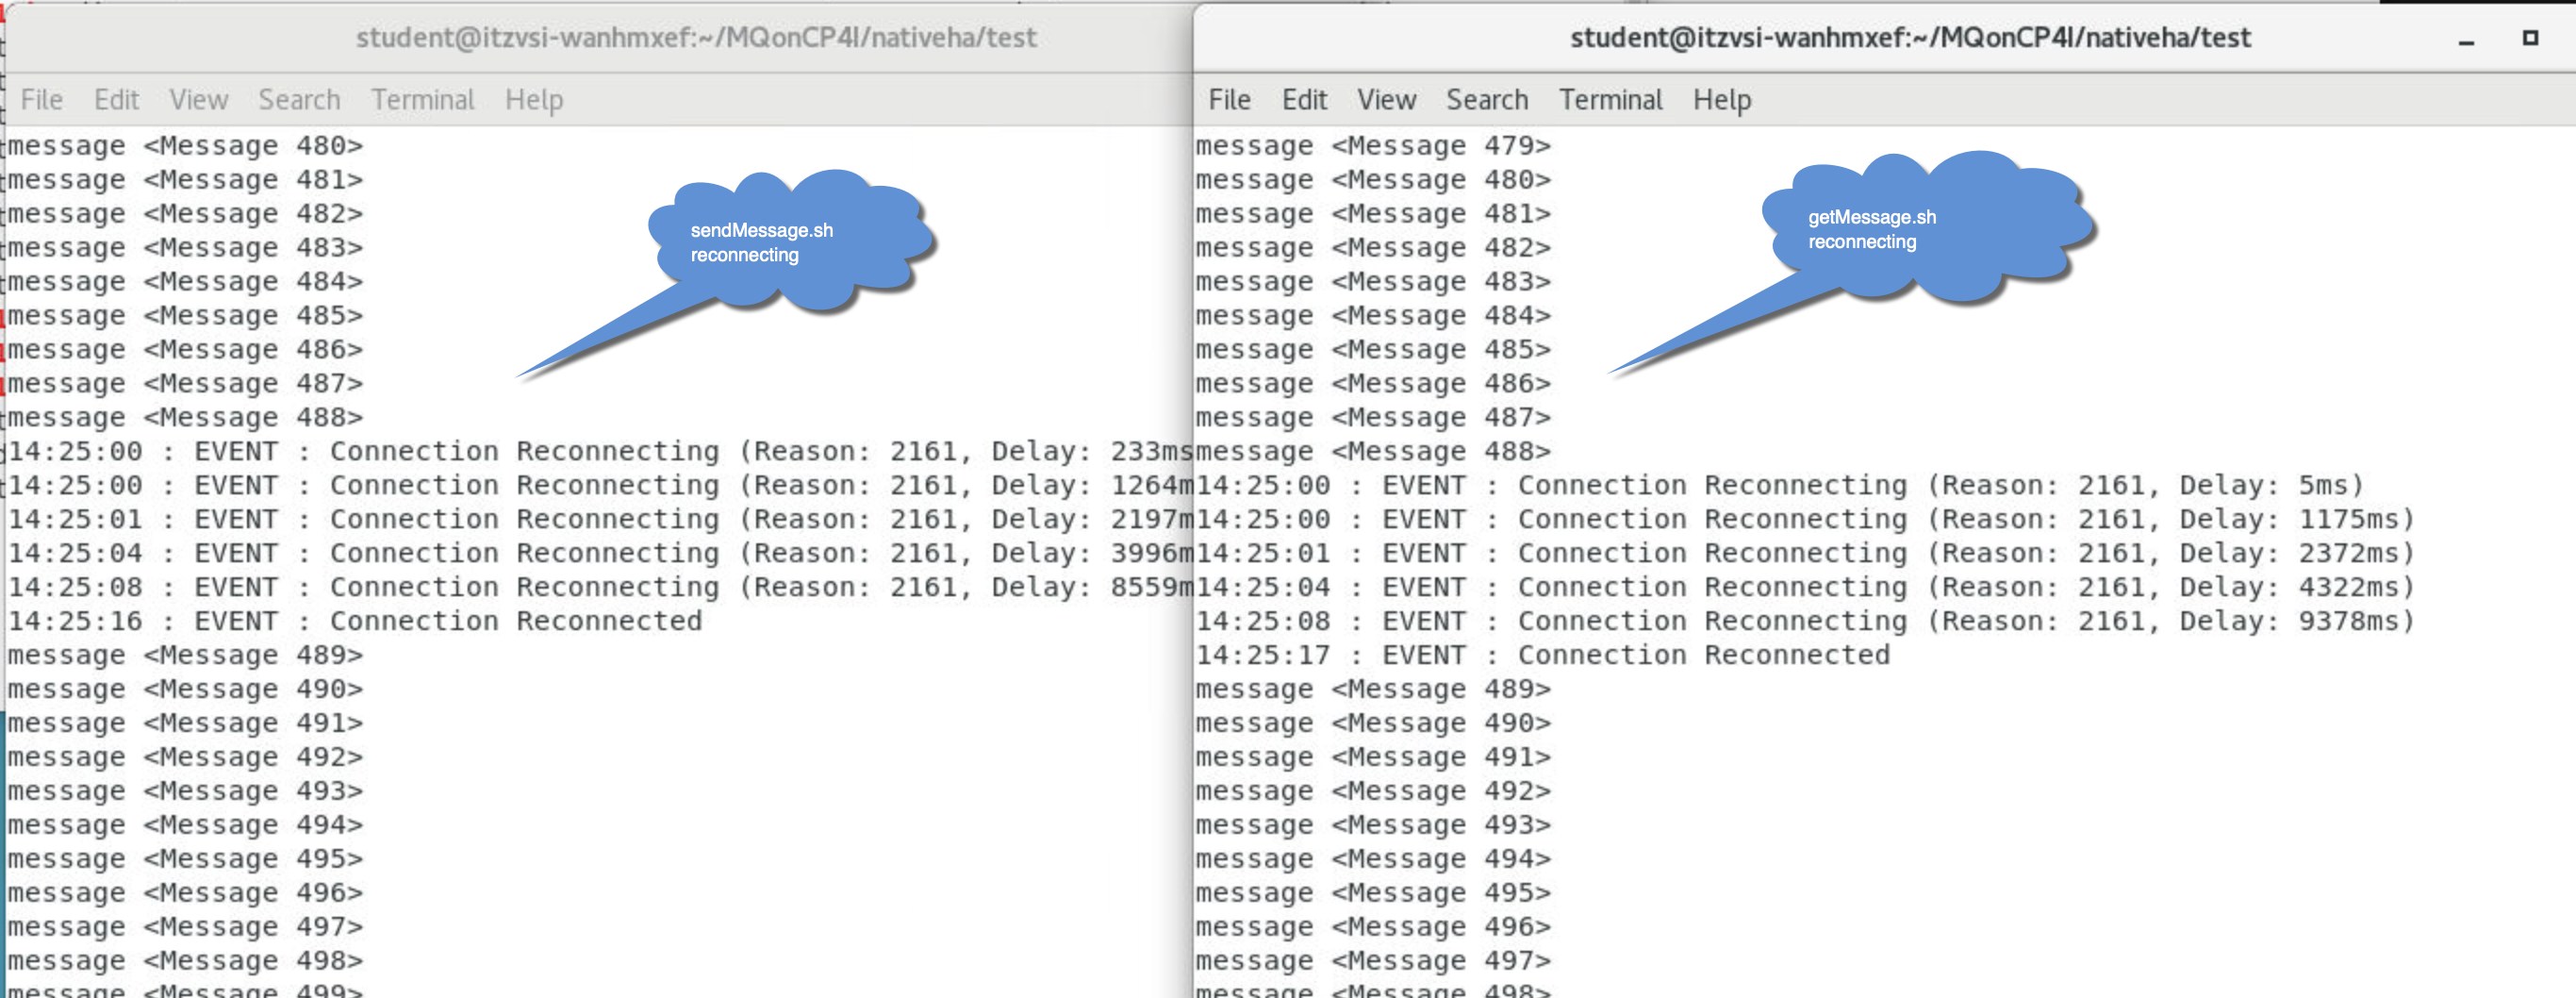 student@itzvsi-wanhmxef:~/MQonCP4I/nativeha/test
File Edit View Search Terminal Help
message <Message 480>
message <Message 481>
message <Message 482>
message <Message 483>
message <Message 484>
message <Message 485>
message <Message 486>
message <Message 487>
message <Message 488>
14:25:00 : EVENT : Connection Reconnecting (Reason: 2161, Delay: 233ms
14:25:00 : EVENT : Connection Reconnecting (Reason: 2161, Delay: 1264m
14:25:01 : EVENT : Connection Reconnecting (Reason: 2161, Delay: 2197m
14:25:04 : EVENT : Connection Reconnecting (Reason: 2161, Delay: 3996m
14:25:08 : EVENT : Connection Reconnecting (Reason: 2161, Delay: 8559m
14:25:16 : EVENT : Connection Reconnected
message <Message 489>
message <Message 490>
message <Message 491>
message <Message 492>
message <Message 493>
message <Message 494>
message <Message 495>
message <Message 496>
message <Message 497>
message <Message 498>
message <Message 499>
sendMessage.sh
reconnecting
student@itzvsi-wanhmxef:~/MQonCP4I/nativeha/test
File Edit View Search Terminal Help
message <Message 479>
message <Message 480>
message <Message 481>
message <Message 482>
message <Message 483>
message <Message 484>
message <Message 485>
message <Message 486>
message <Message 487>
message <Message 488>
14:25:00 : EVENT : Connection Reconnecting (Reason: 2161, Delay: 5ms)
14:25:00 : EVENT : Connection Reconnecting (Reason: 2161, Delay: 1175ms)
14:25:01 : EVENT : Connection Reconnecting (Reason: 2161, Delay: 2372ms)
14:25:04 : EVENT : Connection Reconnecting (Reason: 2161, Delay: 4322ms)
14:25:08 : EVENT : Connection Reconnecting (Reason: 2161, Delay: 9378ms)
14:25:17 : EVENT : Connection Reconnected
message <Message 489>
message <Message 490>
message <Message 491>
message <Message 492>
message <Message 493>
message <Message 494>
message <Message 495>
message <Message 496>
message <Message 497>
message <Message 498>
getMessage.sh
reconnecting